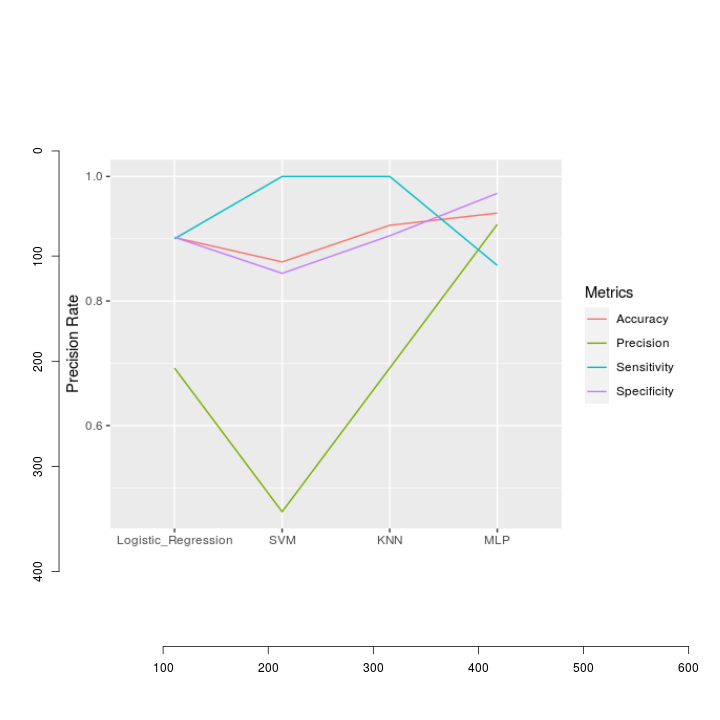 0
100
200
300
400
Precision Rate
1.0
0.8
0.6
Logistic_Regression SVM KNN MLP
Metrics
Accuracy
Precision
Sensitivity
Specificity
100 200 300 400 500 600